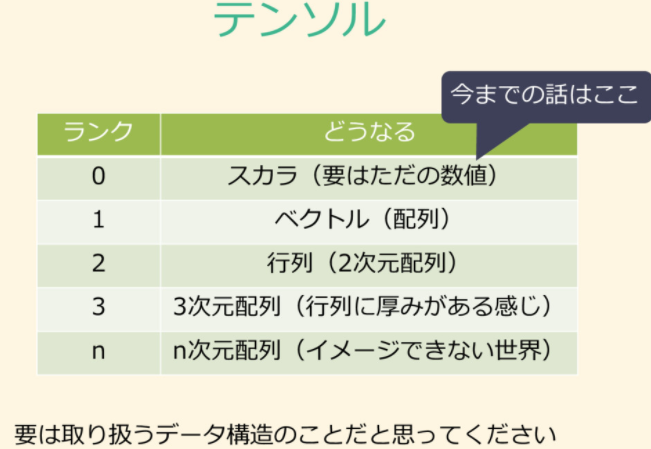 テンソル
今までの話はここ
ランク どうなる
0 スカラ（要はただの数値）
1 ベクトル（配列）
2 行列（2次元配列）
3 3次元配列（行列に厚みがある感じ）
n n次元配列（イメージできない世界）
要は取り扱うデータ構造のことだと思ってください